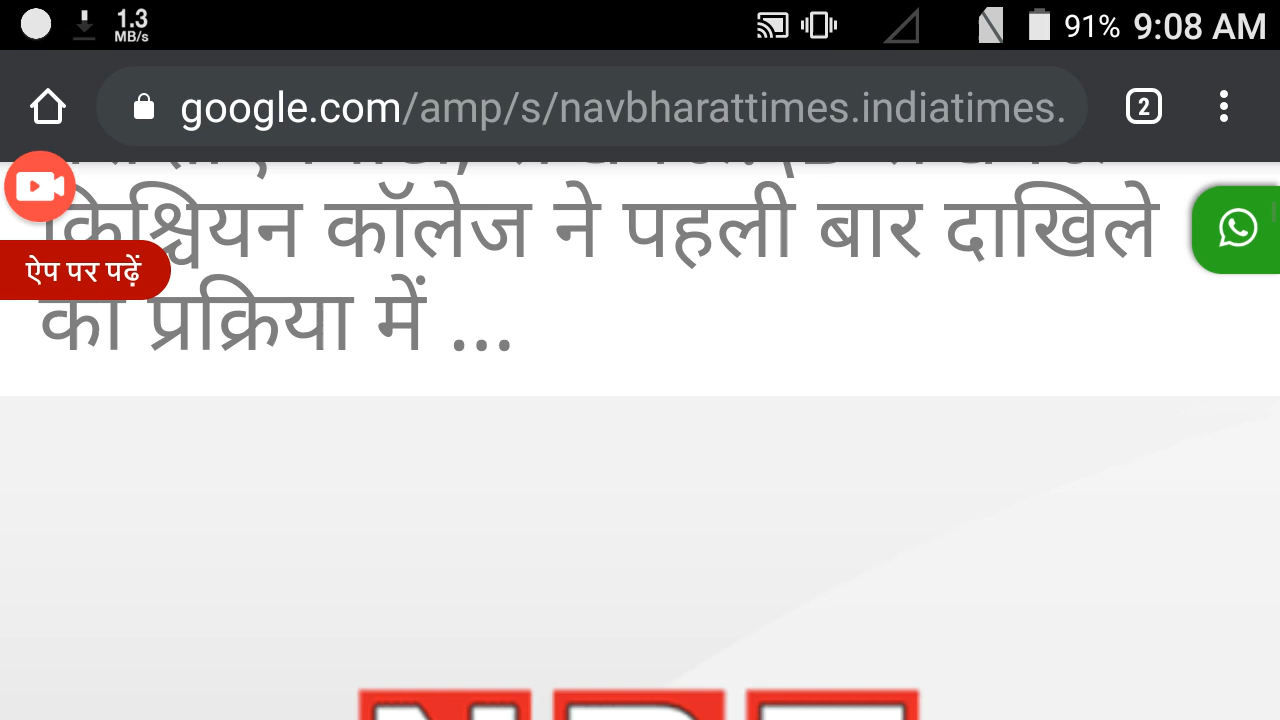 1.3
MB/s
91% 9:08 AM
google.com/amp/s/navbharattimes.indiatimes.
2
क्रिश्चियन कॉलेज ने पहली बार दाखिले
ऐप पर पढ़ें
की प्रक्रिया में ...